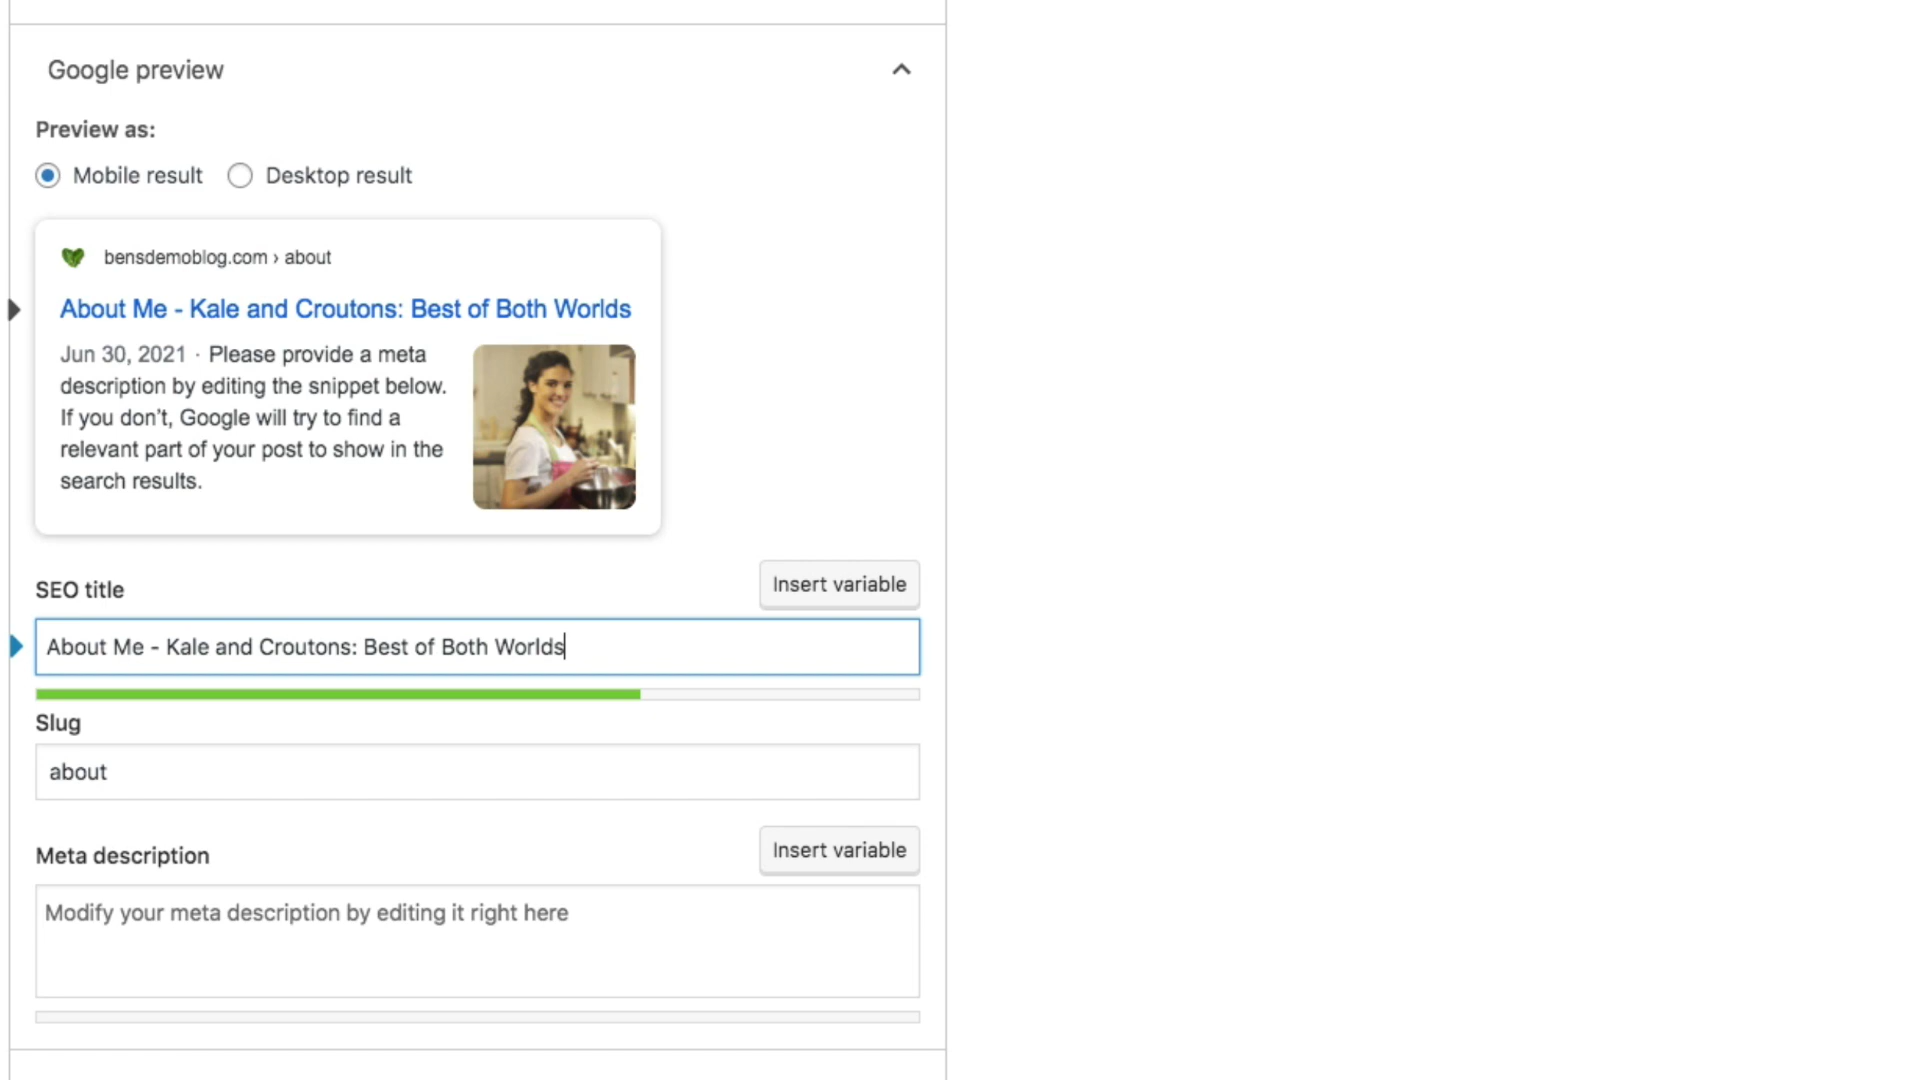 Google preview
Preview as:
Mobile result Desktop result
bensdemoblog.com › about
About Me - Kale and Croutons: Best of Both Worlds
Jun 30, 2021 · Please provide a meta
description by editing the snippet below.
If you don’t, Google will try to find a
relevant part of your post to show in the
search results.
SEO title
Insert variable
About Me - Kale and Croutons: Best of Both Worlds
Slug
about
Meta description
Insert variable
Modify your meta description by editing it right here